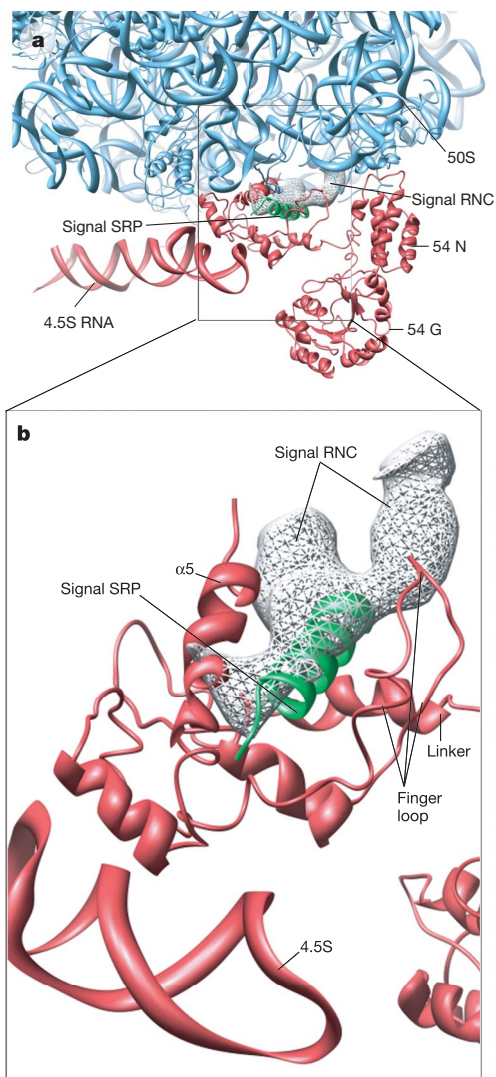 a
50S
Signal RNC
Signal SRP
54 N
4.5S RNA
54 G
b
Signal RNC
α5
Signal SRP
Linker
Finger
loop
4.5S